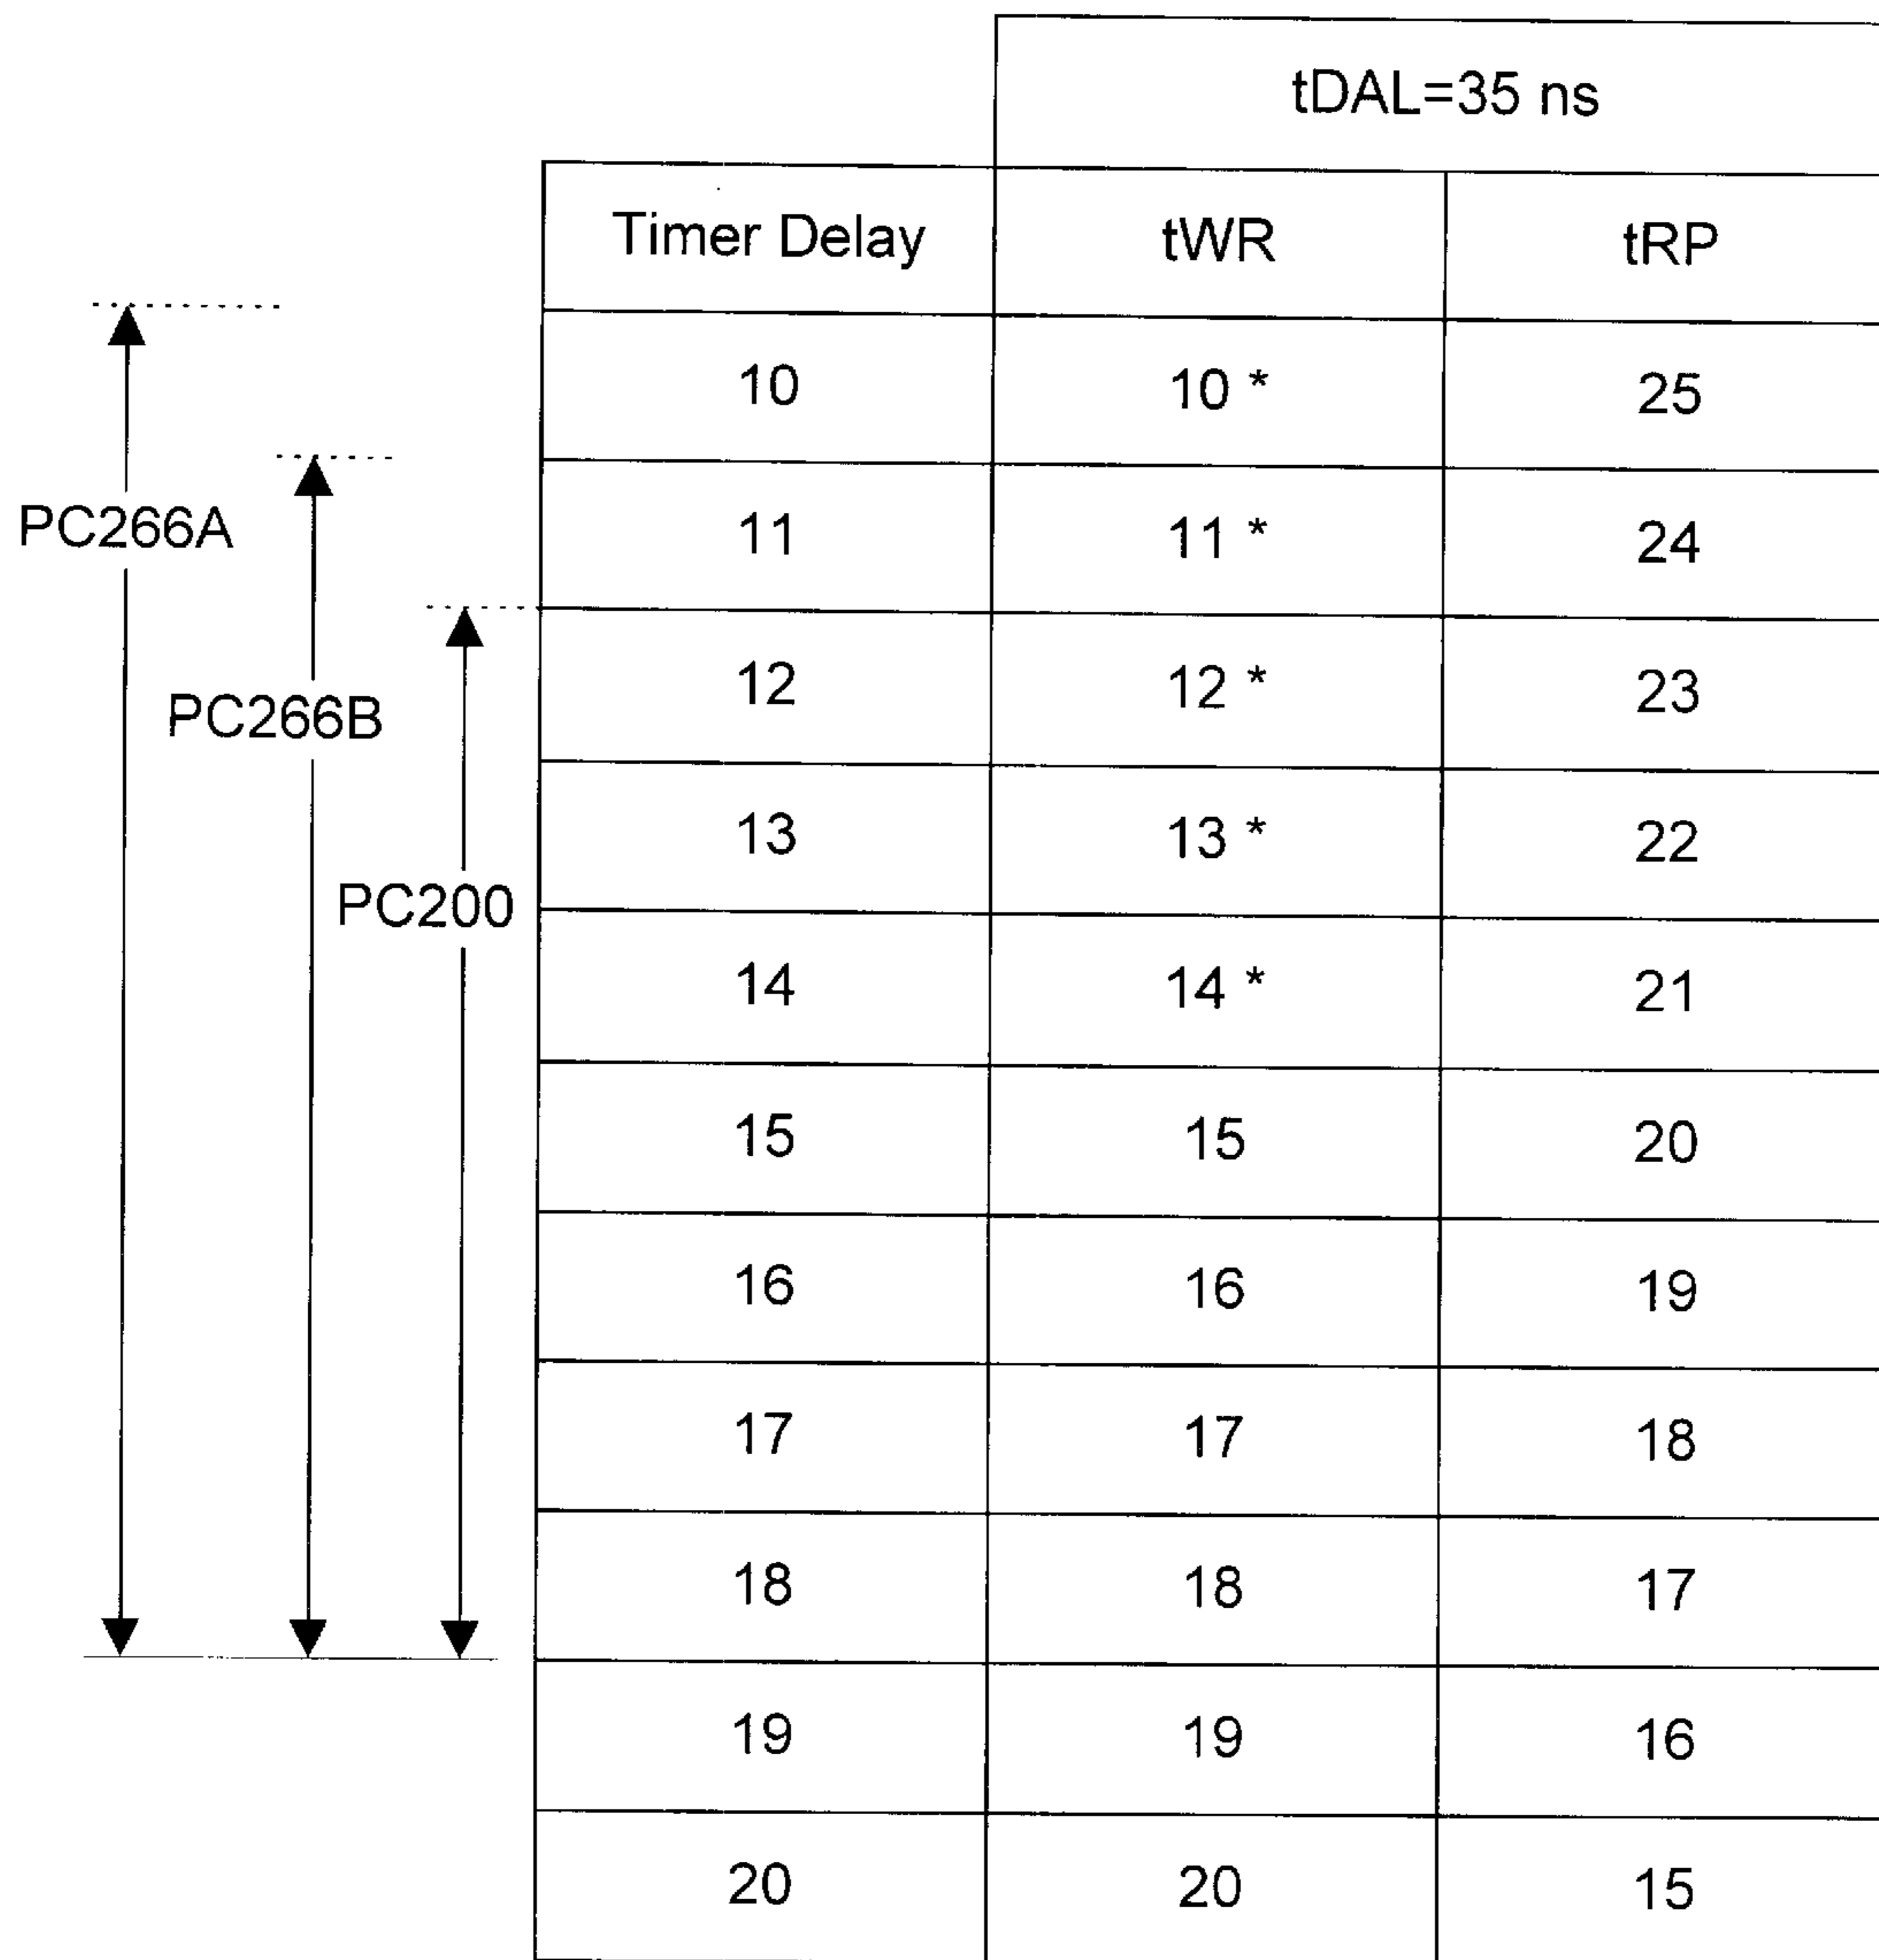 tDAL=35 ns
Timer Delay tWR tRP
10 10 * 25
PC266A 11 11 * 24
12 12 * 23
PC266B
13 13 * 22
PC200
14 14 * 21
15 15 20
16 16 19
17 17 18
18 18 17
19 19 16
20 20 15